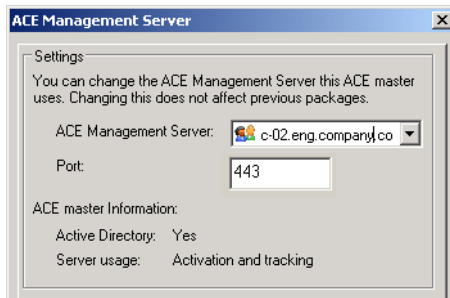 ACE Management Server
Settings
You can change the ACE Management Server this ACE master
uses. Changing this does not affect previous packages.
ACE Management Server: c-02.eng.company.co
Port: 443
ACE master Information:
Active Directory: Yes
Server usage: Activation and tracking